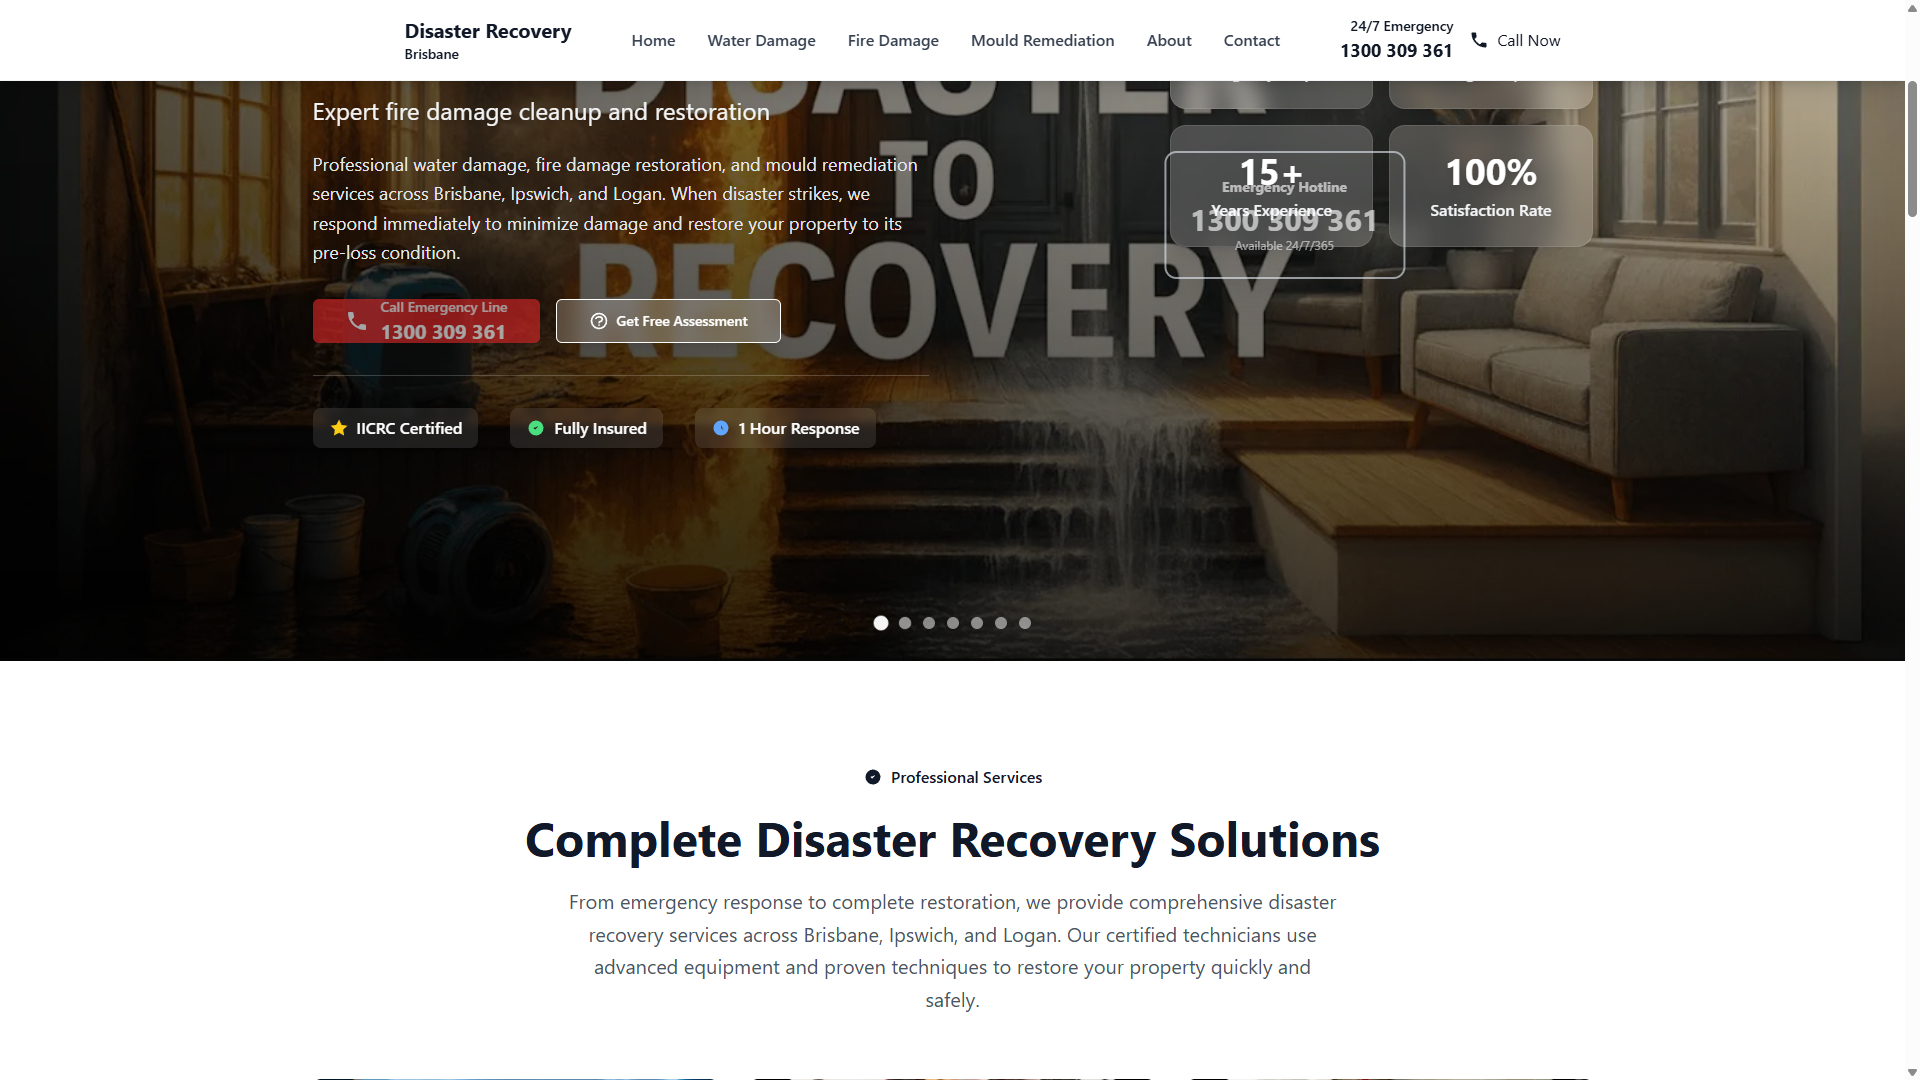 Disaster Recovery
Brisbane
Home
Water Damage
Fire Damage
Mould Remediation
About
Contact
24/7 Emergency
1300 309 361
Call Now
TO
RECOVERY
Expert fire damage cleanup and restoration
Professional water damage, fire damage restoration, and mould remediation
services across Brisbane, Ipswich, and Logan. When disaster strikes, we
respond immediately to minimize damage and restore your property to its
pre-loss condition.
Call Emergency Line
1300 309 361
Get Free Assessment
IICRC Certified
Fully Insured
1 Hour Response
15+
Years Experience
100%
Satisfaction Rate
Emergency Hotline
1300 309 361
Available 24/7/365
Professional Services
Complete Disaster Recovery Solutions
From emergency response to complete restoration, we provide comprehensive disaster
recovery services across Brisbane, Ipswich, and Logan. Our certified technicians use
advanced equipment and proven techniques to restore your property quickly and
safely.